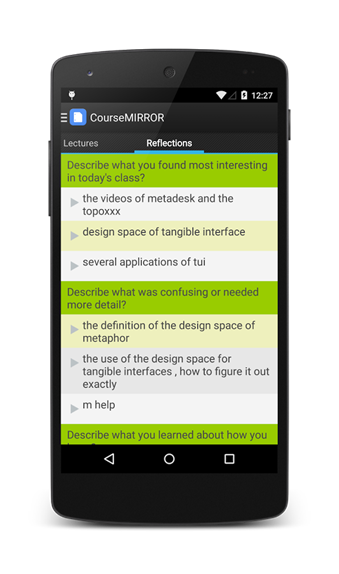 12:27
CourseMIRROR
Lectures
Reflections
Describe what you found most interesting
in today's class?
the videos of metadesk and the
topoxxx
design space of tangible interface
several applications of tui
Describe what was confusing or needed
more detail?
the definition of the design space of
metaphor
the use of the design space for
tangible interfaces , how to figure it out
exactly
m help
Describe what you learned about how you